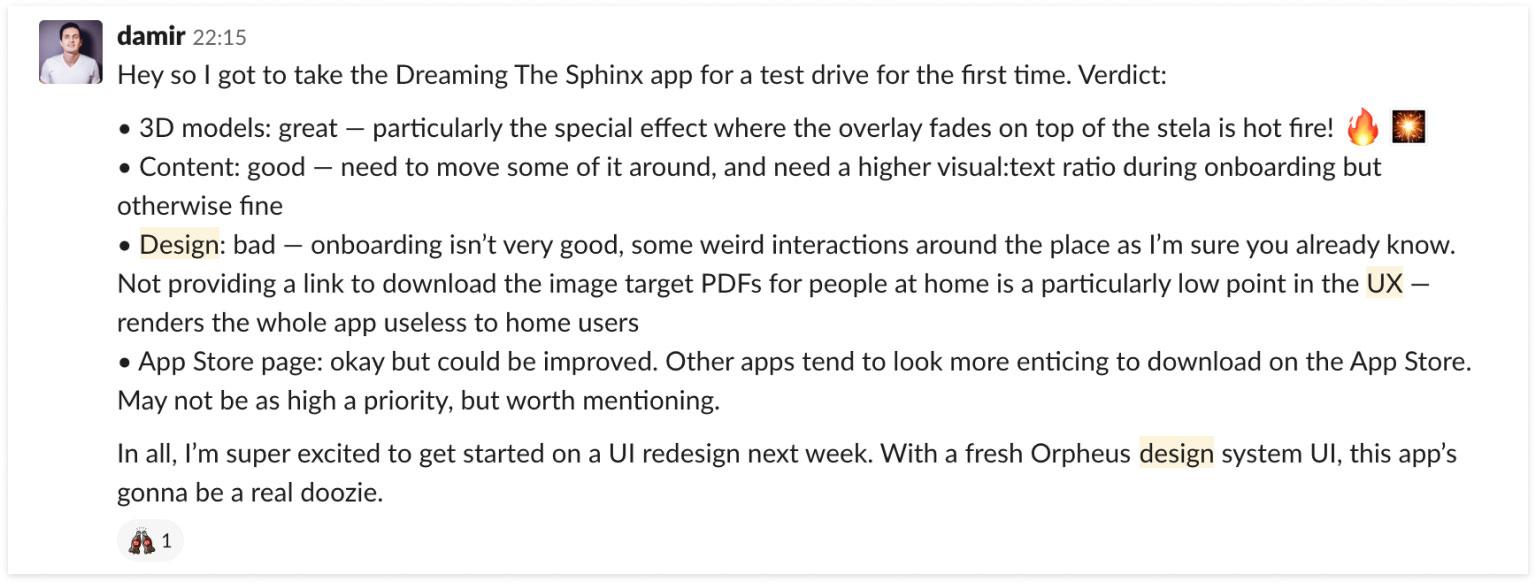 damir 22:15
Hey so I got to take the Dreaming The Sphinx app for a test drive for the first time. Verdict:
• 3D models: great — particularly the special effect where the overlay fades on top of the stela is hot fire! 🔥 🎇
• Content: good — need to move some of it around, and need a higher visual:text ratio during onboarding but
otherwise fine
• Design: bad — onboarding isn’t very good, some weird interactions around the place as I’m sure you already know.
Not providing a link to download the image target PDFs for people at home is a particularly low point in the UX —
renders the whole app useless to home users
• App Store page: okay but could be improved. Other apps tend to look more enticing to download on the App Store.
May not be as high a priority, but worth mentioning.
In all, I’m super excited to get started on a UI redesign next week. With a fresh Orpheus design system UI, this app’s
gonna be a real doozie.
1